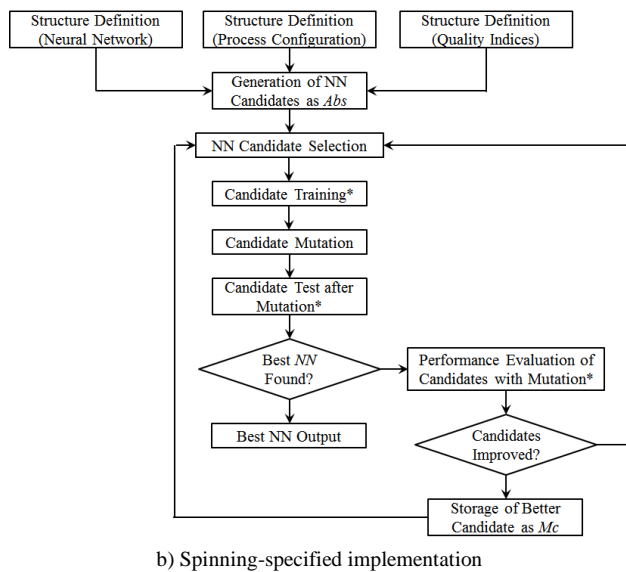 Structure Definition
(Neural Network)
Structure Definition
(Process Configuration)
Structure Definition
(Quality Indices)
Generation of NN
Candidates as Abs
NN Candidate Selection
Candidate Training*
Candidate Mutation
Candidate Test after
Mutation*
Best NN
Found?
Performance Evaluation of
Candidates with Mutation*
Best NN Output
Candidates
Improved?
Storage of Better
Candidate as Mc
b) Spinning-specified implementation